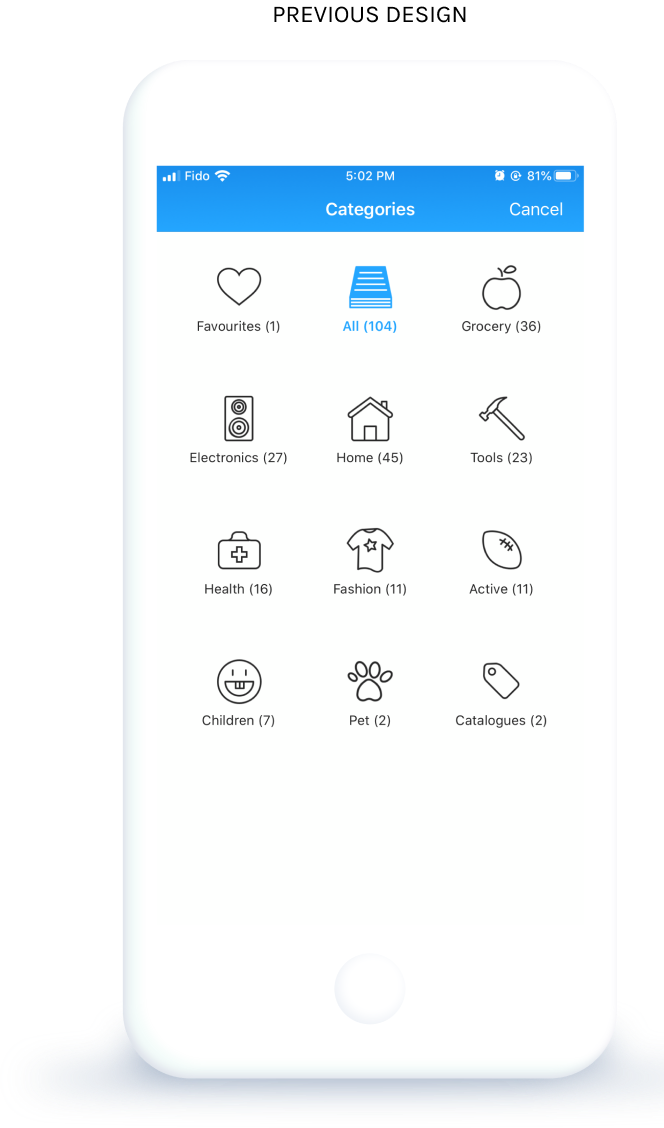 PREVIOUS DESIGN
Fido 5:02 PM 81%
Categories Cancel
Favourites (1) All (104) Grocery (36)
Electronics (27) Home (45) Tools (23)
Health (16) Fashion (11) Active (11)
Children (7) Pet (2) Catalogues (2)